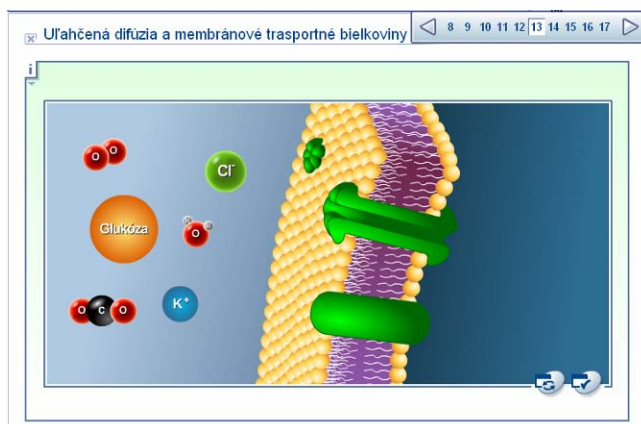 Uľahčená difúzia a membránové trasportné bielkoviny
8 9 10 11 12 13 14 15 16 17
i
O O
Cl-
Glukóza
H H
O
O C O
K+